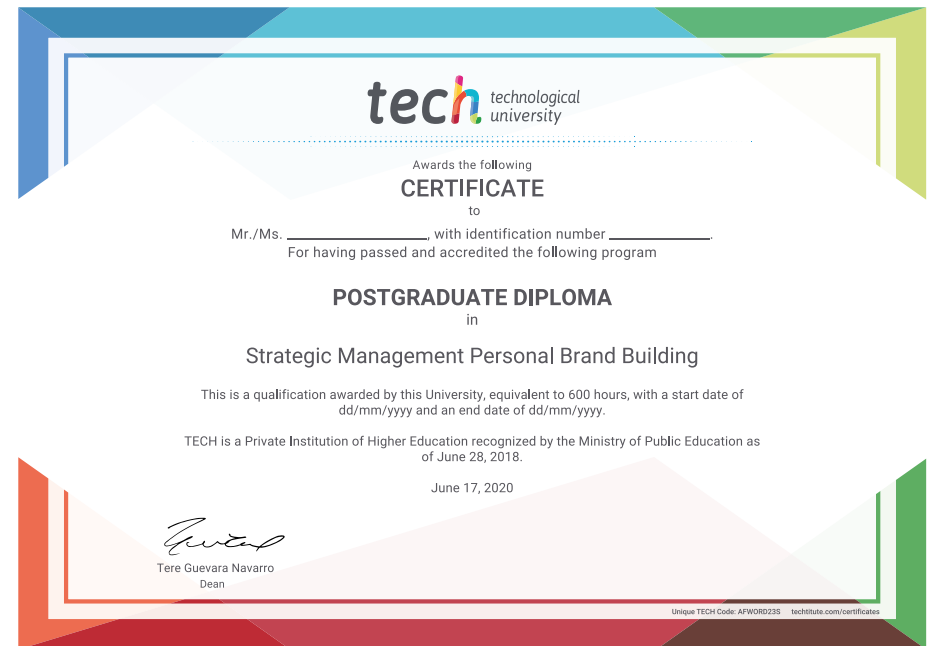 tech technological
university
Awards the following
CERTIFICATE
to
Mr./Ms. ____________________, with identification number ______________.
For having passed and accredited the following program
POSTGRADUATE DIPLOMA
in
Strategic Management Personal Brand Building
This is a qualification awarded by this University, equivalent to 600 hours, with a start date of
dd/mm/yyyy and an end date of dd/mm/yyyy.
TECH is a Private Institution of Higher Education recognized by the Ministry of Public Education as
of June 28, 2018.
June 17, 2020
Tere Guevara Navarro
Dean
Unique TECH Code: AFWORD23S techtitute.com/certificates